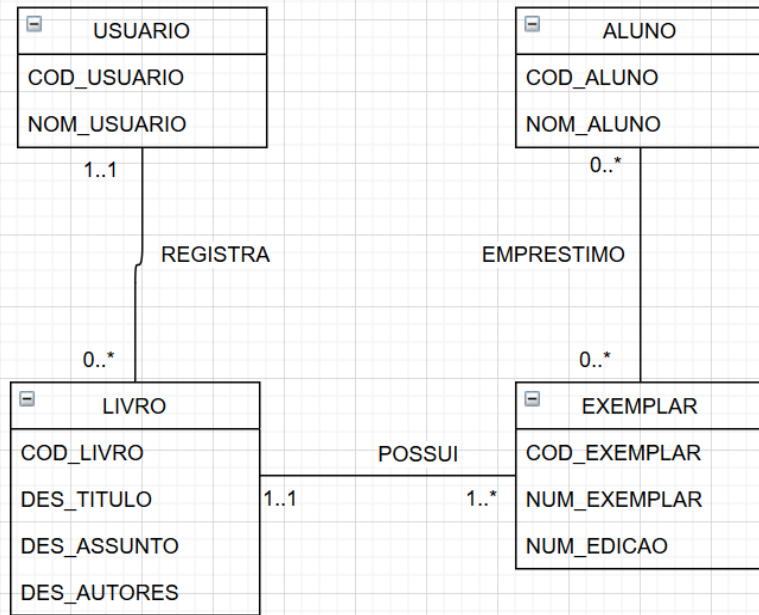 USUARIO
COD_USUARIO
NOM_USUARIO
ALUNO
COD_ALUNO
NOM_ALUNO
1..1
0..*
REGISTRA
EMPRESTIMO
0..*
0..*
LIVRO
COD_LIVRO
DES_TITULO
DES_ASSUNTO
DES_AUTORES
POSSUI
1..1
1..*
EXEMPLAR
COD_EXEMPLAR
NUM_EXEMPLAR
NUM_EDICAO